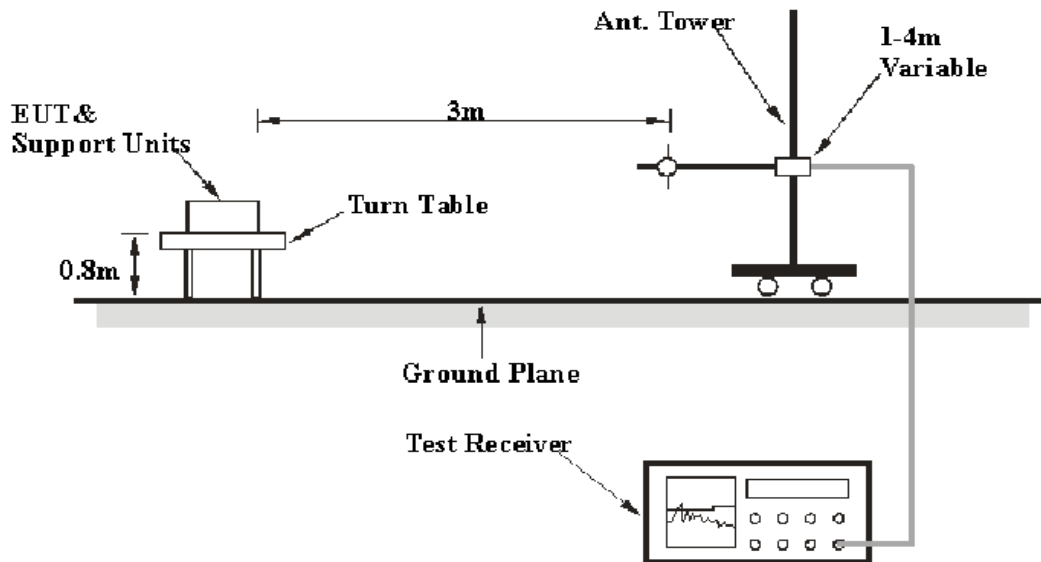 Ant. Tower
1-4m
Variable
EUT&
Support Units
3m
Turn Table
0.8m
Ground Plane
Test Receiver